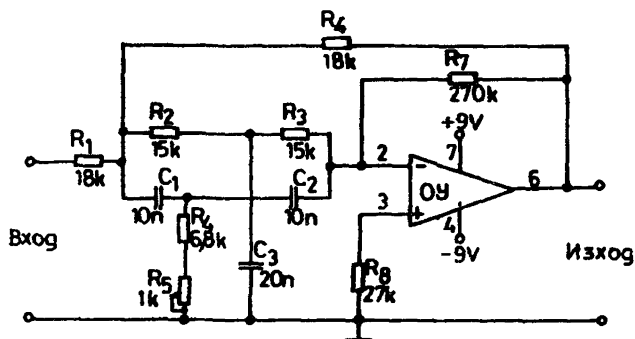 R4
18k
R7
270k
+9V
R2
15k
R3
15k
R1
18k
2
7
-
ОУ
6
3
+
4
-9V
C1
10n
C2
10n
R4
6,8k
Вход
C3
20n
R5
1k
R8
27k
Изход